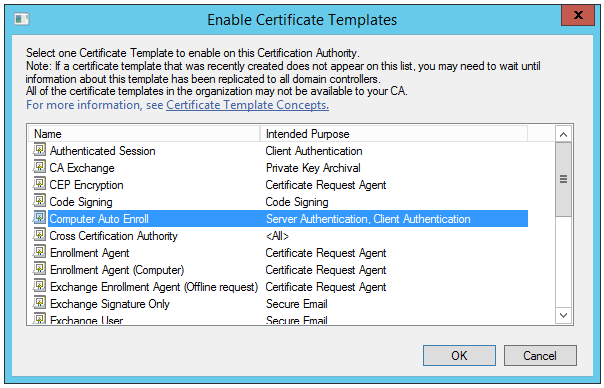 Enable Certificate Templates
x
Select one Certificate Template to enable on this Certification Authority.
Note: If a certificate template that was recently created does not appear on this list, you may need to wait until
information about this template has been replicated to all domain controllers.
All of the certificate templates in the organization may not be available to your CA.
For more information, see Certificate Template Concepts.
Name Intended Purpose
Authenticated Session Client Authentication
CA Exchange Private Key Archival
CEP Encryption Certificate Request Agent
Code Signing Code Signing
Computer Auto Enroll Server Authentication, Client Authentication
Cross Certification Authority <All>
Enrollment Agent Certificate Request Agent
Enrollment Agent (Computer) Certificate Request Agent
Exchange Enrollment Agent (Offline request) Certificate Request Agent
Exchange Signature Only Secure Email
Exchange User Secure Email
OK Cancel